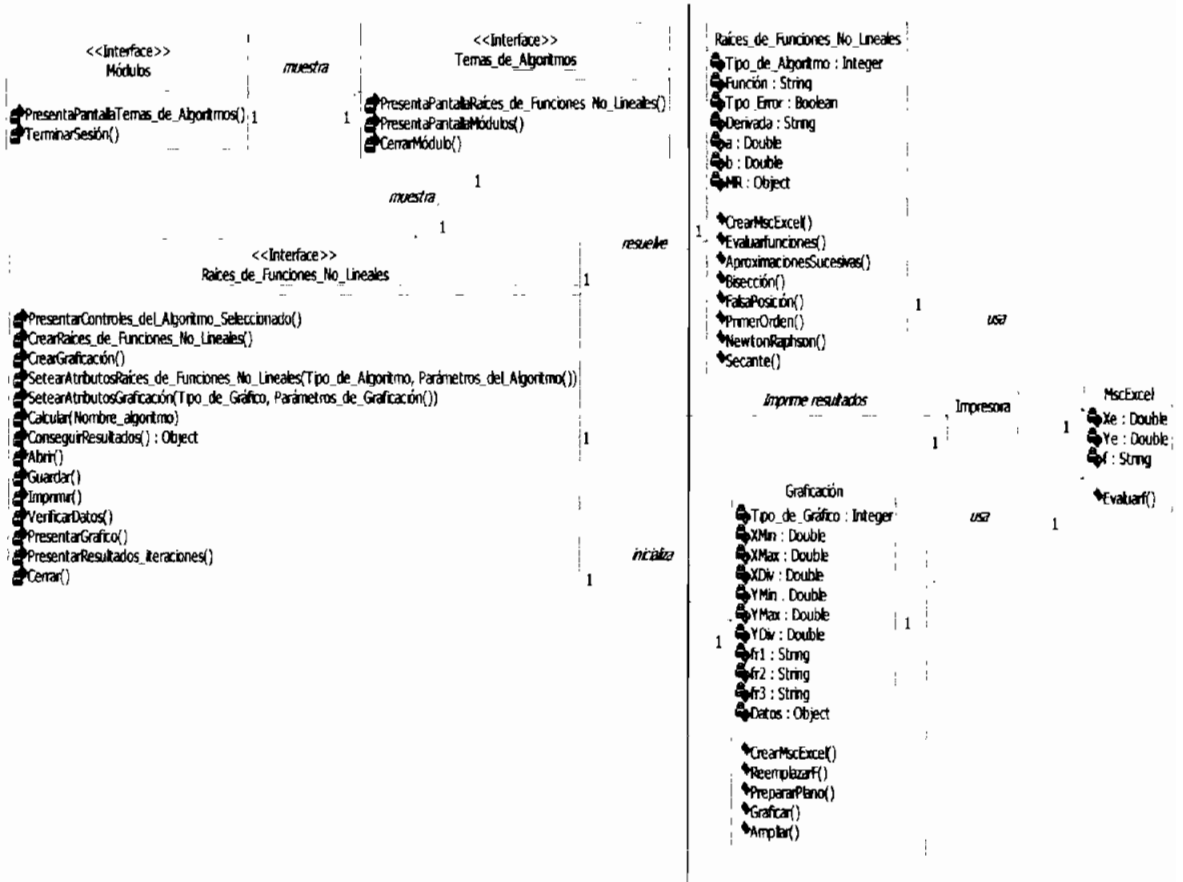 <<Interface>>
Módulos
PresentaPantallaTemas_de_Algoritmos()
TerminarSesión()
1
muestra
1
<<Interface>>
Temas_de_Algoritmos
PresentaPantallaRaíces_de_Funciones_No_Lineales()
PresentaPantallaMódulos()
CerrarMódulo()
1
muestra
1
<<Interface>>
Raíces_de_Funciones_No_Lineales
PresentarControles_del_Algoritmo_Seleccionado()
CrearRaíces_de_Funciones_No_Lineales()
CrearGraficación()
SetearAtributosRaíces_de_Funciones_No_Lineales(Tipo_de_Algoritmo, Parámetros_del_Algoritmo())
SetearAtributosGraficación(Tipo_de_Gráfico, Parámetros_de_Graficación())
Calcular(Nombre_algoritmo)
ConseguirResultados() : Object
Abrir()
Guardar()
Imprimir()
VerificarDatos()
PresentarGrafico()
PresentarResultados_iteraciones()
Cerrar()
resuelve
1
1
1
inicializa
1
1
Raíces_de_Funciones_No_Lineales
Tipo_de_Algoritmo : Integer
Función : String
Tipo_Error : Boolean
Derivada : String
a : Double
b : Double
MR : Object
CrearMscExcel()
Evaluarfunciones()
AproximacionesSucesivas()
Bisección()
FalsaPosición()
PrimerOrden()
NewtonRaphson()
Secante()
1
usa
Imprime resultados
1
Impresora
1
MscExcel
Xe : Double
Ye : Double
f : String
Evaluarf()
1
usa
1
Graficación
Tipo_de_Gráfico : Integer
XMin : Double
XMax : Double
XDiv : Double
YMin : Double
YMax : Double
YDiv : Double
fr1 : String
fr2 : String
fr3 : String
Datos : Object
CrearMscExcel()
ReemplazarF()
PrepararPlano()
Graficar()
Ampliar()